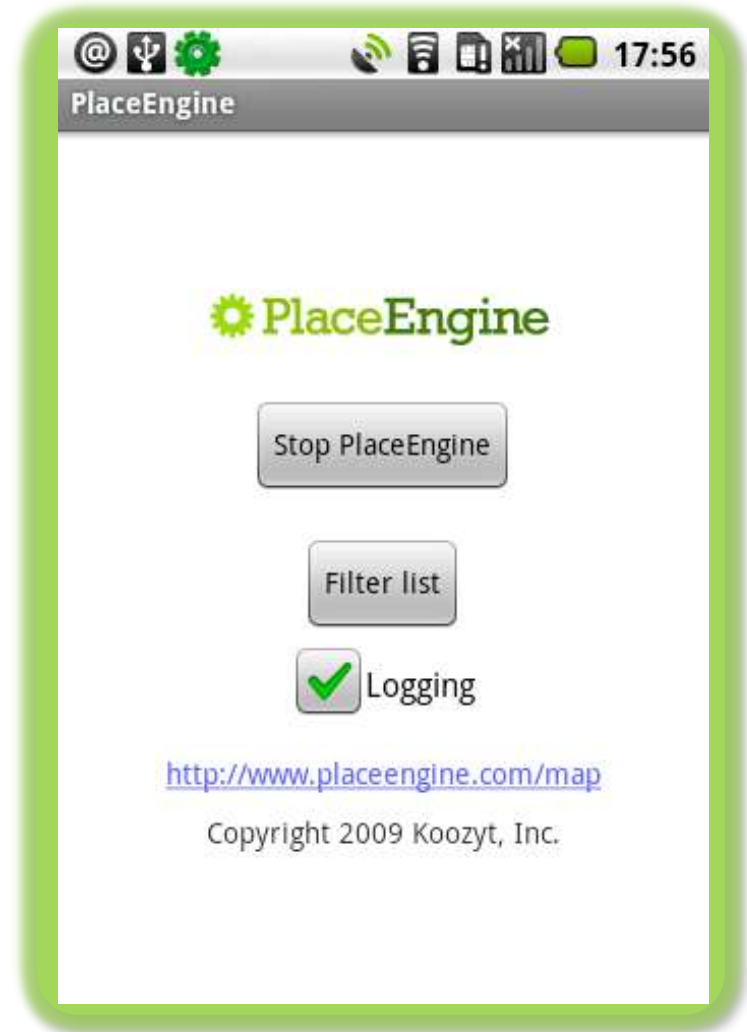 17:56
PlaceEngine
PlaceEngine
Stop PlaceEngine
Filter list
Logging
http://www.placeengine.com/map
Copyright 2009 Koozyt, Inc.